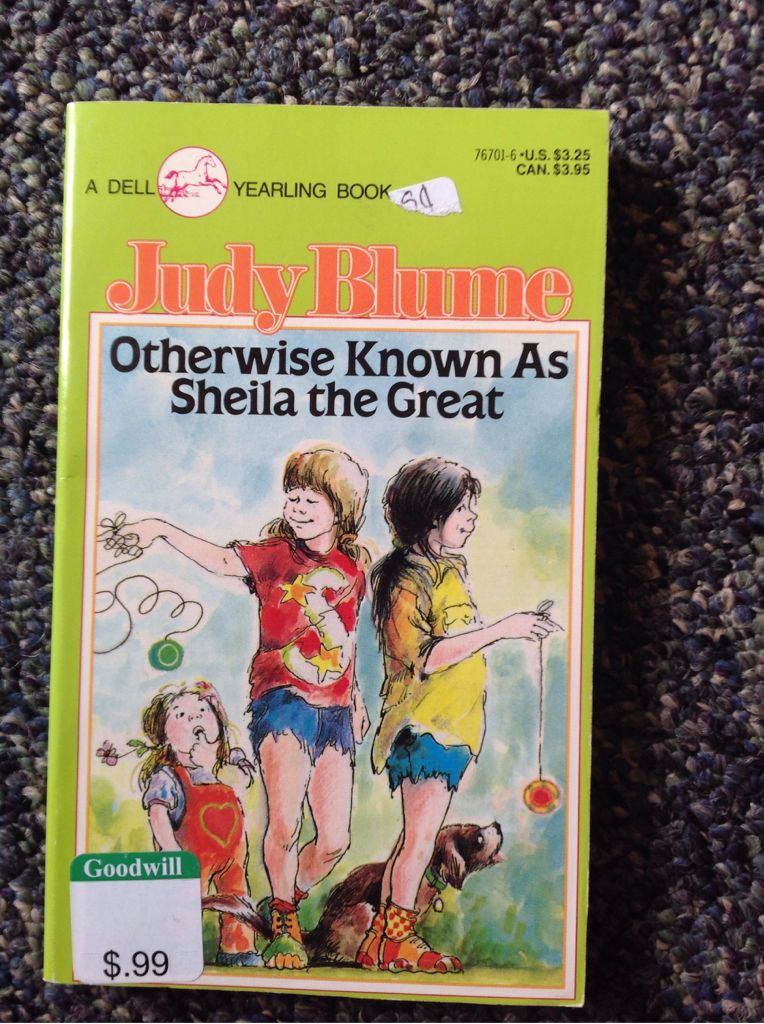 76701-6 • U.S. $3.25
CAN. $3.95
A DELL YEARLING BOOK
Judy Blume
Otherwise Known As
Sheila the Great
S
Goodwill
$.99